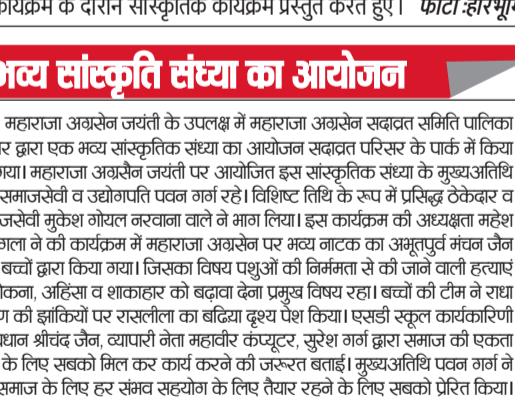 कार्यक्रम के दौरान सांस्कृतिक कार्यक्रम प्रस्तुत करते हुए। फोटो :हरिभूमि
भव्य सांस्कृति संध्या का आयोजन
महाराजा अग्रसेन जयंती के उपलक्ष में महाराजा अग्रसेन सदाव्रत समिति पालिका
र द्वारा एक भव्य सांस्कृतिक संध्या का आयोजन सदाव्रत परिसर के पार्क में किया
गया। महाराजा अग्रसैन जयंती पर आयोजित इस सांस्कृतिक संध्या के मुख्यअतिथि
समाजसेवी व उद्योगपति पवन गर्ग रहे। विशिष्ट तिथि के रूप में प्रसिद्ध ठेकेदार व
जसेवी मुकेश गोयल नरवाना वाले ने भाग लिया। इस कार्यक्रम की अध्यक्षता महेश
गला ने की कार्यक्रम में महाराजा अग्रसेन पर भव्य नाटक का अभूतपुर्व मंचन जैन
बच्चों द्वारा किया गया। जिसका विषय पशुओं की निर्ममता से की जाने वाली हत्याएं
ोकना, अहिंसा व शाकाहार को बढ़ावा देना प्रमुख विषय रहा। बच्चों की टीम ने राधा
ण की झांकियों पर रासलीला का बढिया दृश्य पेश किया। एसडी स्कूल कार्यकारिणी
धान श्रीचंद जैन, व्यापारी नेता महावीर कंप्यूटर, सुरेश गर्ग द्वारा समाज की एकता
के लिए सबको मिल कर कार्य करने की जरूरत बताई। मुख्यअतिथि पवन गर्ग ने
समाज के लिए हर संभव सहयोग के लिए तैयार रहने के लिए सबको प्रेरित किया।